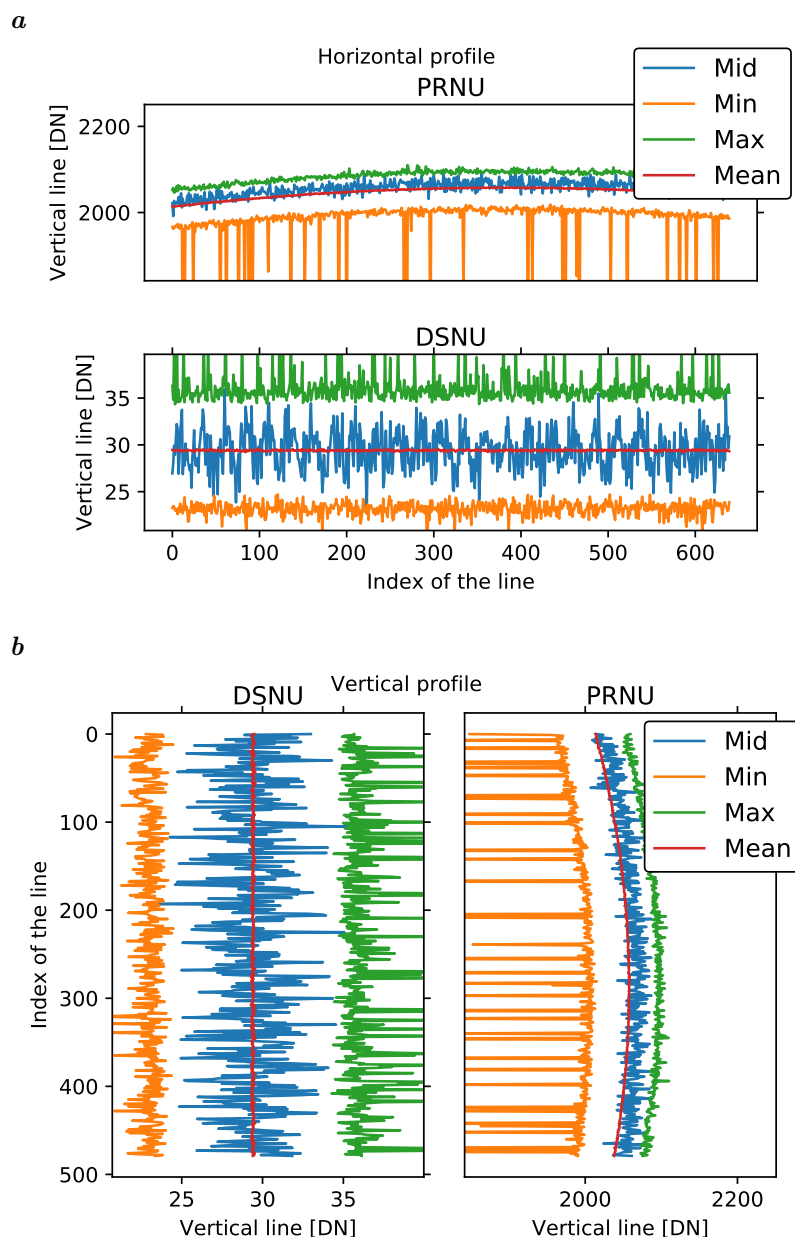 a
Horizontal profile
PRNU
Mid
Min
Max
Mean
Vertical line [DN]
2200
2000
DSNU
Vertical line [DN]
35
30
25
0 100 200 300 400 500 600
Index of the line
b
Vertical profile
DSNU PRNU
Mid
Min
Max
Mean
Index of the line
0
100
200
300
400
500
25 30 35
2000 2200
Vertical line [DN] Vertical line [DN]